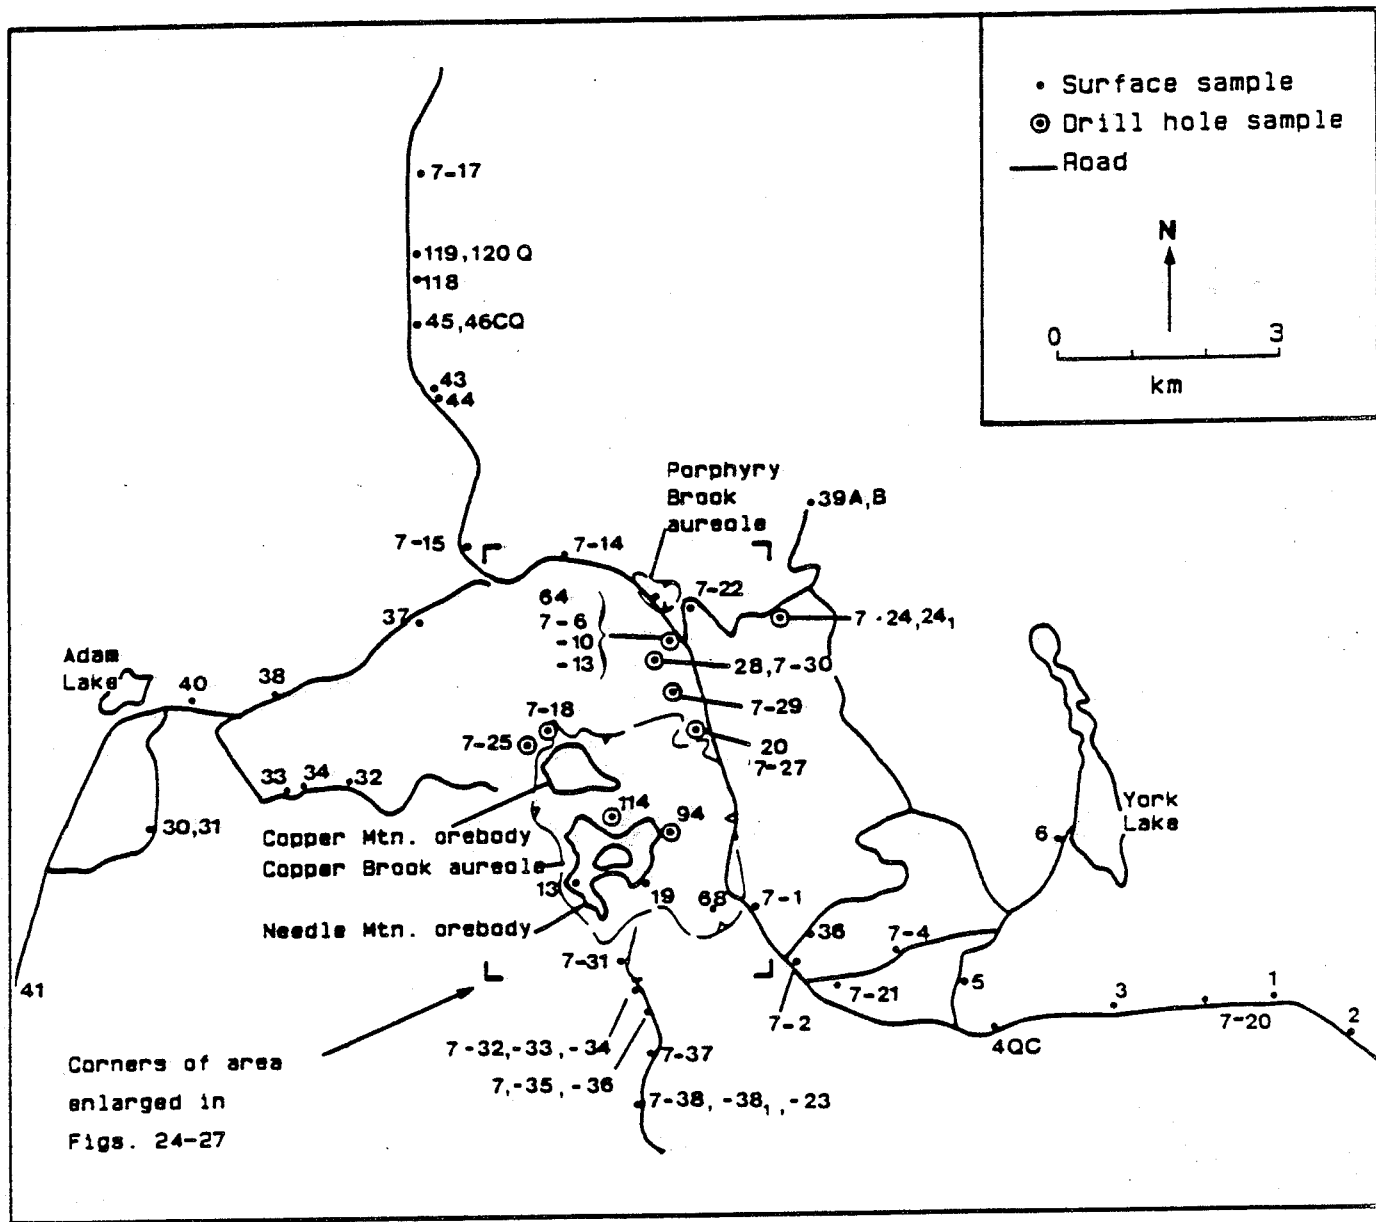 Surface sample
Drill hole sample
Road
N
0 3
km
7-17
119,120 Q
118
45,46CQ
43
44
Porphyry
Brook
aureole
39A,B
7-15
7-14
7-22
64
7-6
-10
-13
7-24,24₁
28,7-30
37
Adam
Lake
40
38
7-29
7-18
7-25
20
7-27
33 34 32
114
94
York
Lake
6
30,31
Copper Mtn. orebody
Copper Brook aureole
13
19
68
7-1
Needle Mtn. orebody
36
7-4
7-31
41
7-21
5
3
1
7-2
7-20
2
4QC
7-32,-33,-34
7-37
7,-35,-36
7-38,-38₁,-23
Corners of area
enlarged in
Figs. 24-27